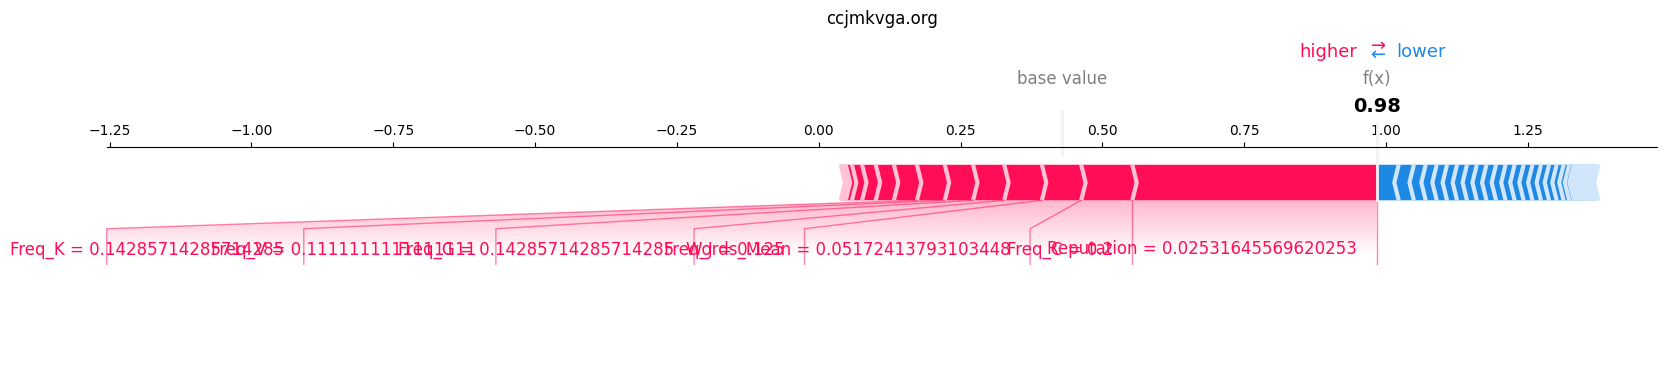 ccjmkvga.org
higher → ← lower
base value f(x)
0.98
−1.25 −1.00 −0.75 −0.50 −0.25 0.00 0.25 0.50 0.75 1.00 1.25
Freq_K = 0.14285714285714285 Freq_V = 0.1111111111111111 Freq_G = 0.14285714285714285 Freq_J = 0.125 Words_Mean = 0.05172413793103448 Freq_C = 0.2 Reputation = 0.02531645569620253